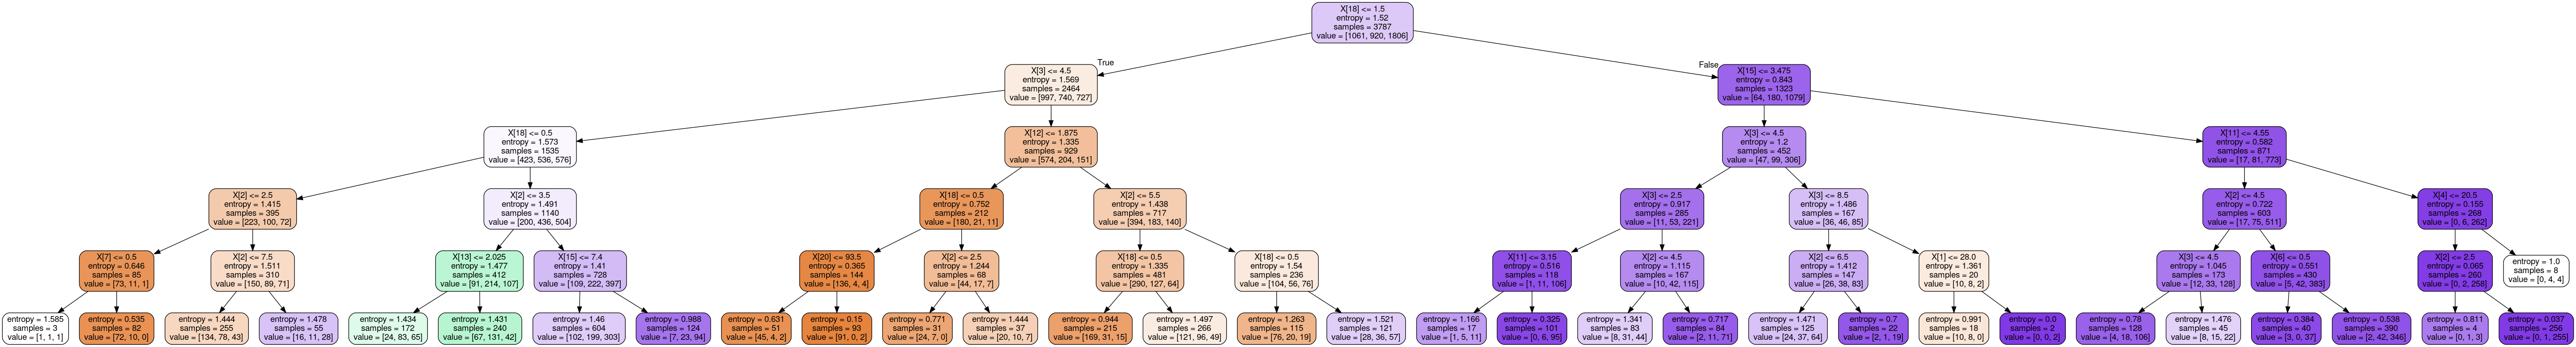 X[18] <= 1.5
entropy = 1.52
samples = 3787
value = [1061, 920, 1806]
True
False
X[3] <= 4.5
entropy = 1.569
samples = 2464
value = [997, 740, 727]
X[15] <= 3.475
entropy = 0.843
samples = 1323
value = [64, 180, 1079]
X[18] <= 0.5
entropy = 1.573
samples = 1535
value = [423, 536, 576]
X[12] <= 1.875
entropy = 1.335
samples = 929
value = [574, 204, 151]
X[3] <= 4.5
entropy = 1.2
samples = 452
value = [47, 99, 306]
X[11] <= 4.55
entropy = 0.582
samples = 871
value = [17, 81, 773]
X[2] <= 2.5
entropy = 1.415
samples = 395
value = [223, 100, 72]
X[2] <= 3.5
entropy = 1.491
samples = 1140
value = [200, 436, 504]
X[18] <= 0.5
entropy = 0.752
samples = 212
value = [180, 21, 11]
X[2] <= 5.5
entropy = 1.438
samples = 717
value = [394, 183, 140]
X[3] <= 2.5
entropy = 0.917
samples = 285
value = [11, 53, 221]
X[3] <= 8.5
entropy = 1.486
samples = 167
value = [36, 46, 85]
X[2] <= 4.5
entropy = 0.722
samples = 603
value = [17, 75, 511]
X[4] <= 20.5
entropy = 0.155
samples = 268
value = [0, 6, 262]
X[7] <= 0.5
entropy = 0.646
samples = 85
value = [73, 11, 1]
X[2] <= 7.5
entropy = 1.511
samples = 310
value = [150, 89, 71]
X[13] <= 2.025
entropy = 1.477
samples = 412
value = [91, 214, 107]
X[15] <= 7.4
entropy = 1.41
samples = 728
value = [109, 222, 397]
X[20] <= 93.5
entropy = 0.365
samples = 144
value = [136, 4, 4]
X[2] <= 2.5
entropy = 1.244
samples = 68
value = [44, 17, 7]
X[18] <= 0.5
entropy = 1.335
samples = 481
value = [290, 127, 64]
X[18] <= 0.5
entropy = 1.54
samples = 236
value = [104, 56, 76]
X[11] <= 3.15
entropy = 0.516
samples = 118
value = [1, 11, 106]
X[2] <= 4.5
entropy = 1.115
samples = 167
value = [10, 42, 115]
X[2] <= 6.5
entropy = 1.412
samples = 147
value = [26, 38, 83]
X[1] <= 28.0
entropy = 1.361
samples = 20
value = [10, 8, 2]
X[3] <= 4.5
entropy = 1.045
samples = 173
value = [12, 33, 128]
X[6] <= 0.5
entropy = 0.551
samples = 430
value = [5, 42, 383]
X[2] <= 2.5
entropy = 0.065
samples = 260
value = [0, 2, 258]
entropy = 1.0
samples = 8
value = [0, 4, 4]
entropy = 1.585
samples = 3
value = [1, 1, 1]
entropy = 0.535
samples = 82
value = [72, 10, 0]
entropy = 1.444
samples = 255
value = [134, 78, 43]
entropy = 1.478
samples = 55
value = [16, 11, 28]
entropy = 1.434
samples = 172
value = [24, 83, 65]
entropy = 1.431
samples = 240
value = [67, 131, 42]
entropy = 1.46
samples = 604
value = [102, 199, 303]
entropy = 0.988
samples = 124
value = [7, 23, 94]
entropy = 0.631
samples = 51
value = [45, 4, 2]
entropy = 0.15
samples = 93
value = [91, 0, 2]
entropy = 0.771
samples = 31
value = [24, 7, 0]
entropy = 1.444
samples = 37
value = [20, 10, 7]
entropy = 0.944
samples = 215
value = [169, 31, 15]
entropy = 1.497
samples = 266
value = [121, 96, 49]
entropy = 1.263
samples = 115
value = [76, 20, 19]
entropy = 1.521
samples = 121
value = [28, 36, 57]
entropy = 1.166
samples = 17
value = [1, 5, 11]
entropy = 0.325
samples = 101
value = [0, 6, 95]
entropy = 1.341
samples = 83
value = [8, 31, 44]
entropy = 0.717
samples = 84
value = [2, 11, 71]
entropy = 1.471
samples = 125
value = [24, 37, 64]
entropy = 0.7
samples = 22
value = [2, 1, 19]
entropy = 0.991
samples = 18
value = [10, 8, 0]
entropy = 0.0
samples = 2
value = [0, 0, 2]
entropy = 0.78
samples = 128
value = [4, 18, 106]
entropy = 1.476
samples = 45
value = [8, 15, 22]
entropy = 0.384
samples = 40
value = [3, 0, 37]
entropy = 0.538
samples = 390
value = [2, 42, 346]
entropy = 0.811
samples = 4
value = [0, 1, 3]
entropy = 0.037
samples = 256
value = [0, 1, 255]